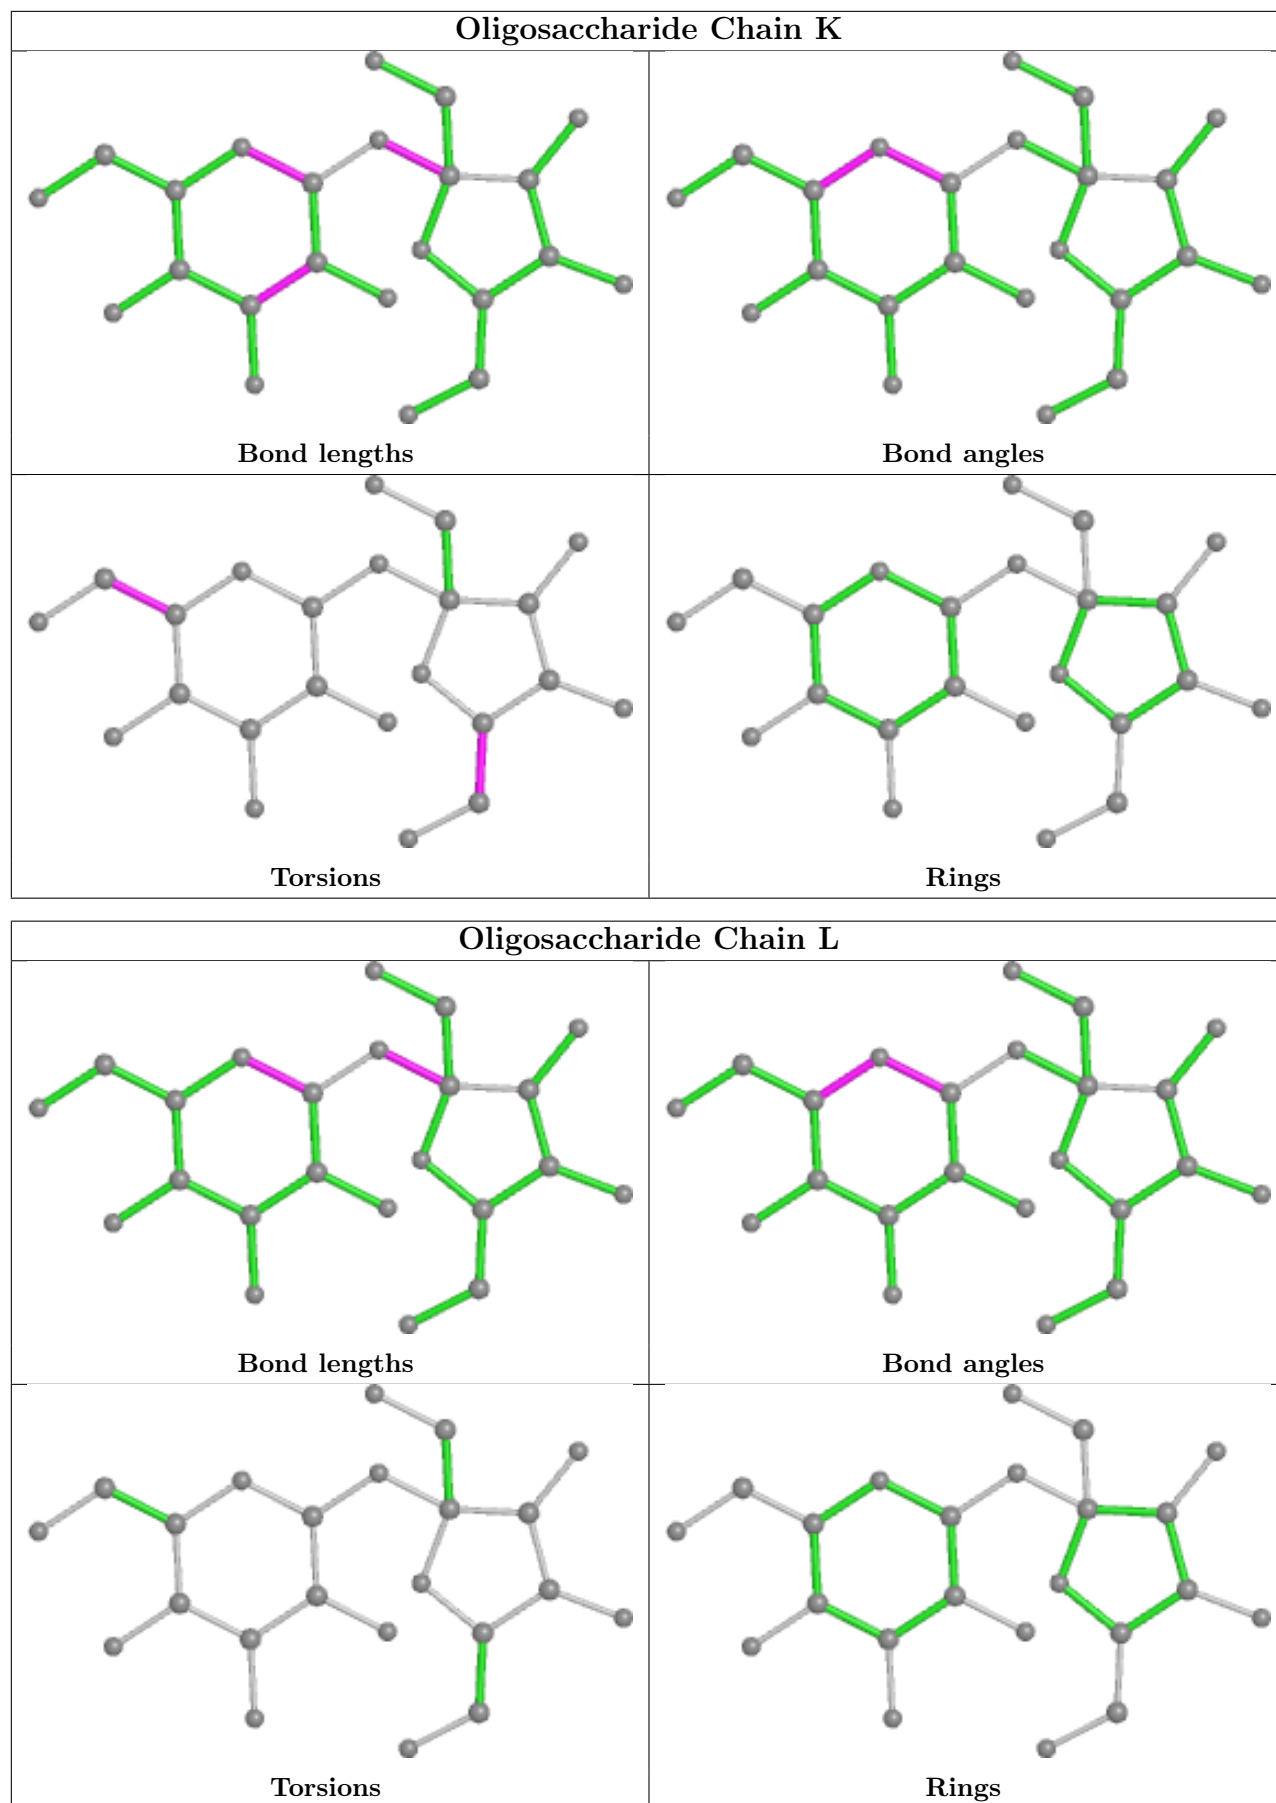 Oligosaccharide Chain K
Bond lengths
Bond angles
Torsions
Rings
Oligosaccharide Chain L
Bond lengths
Bond angles
Torsions
Rings